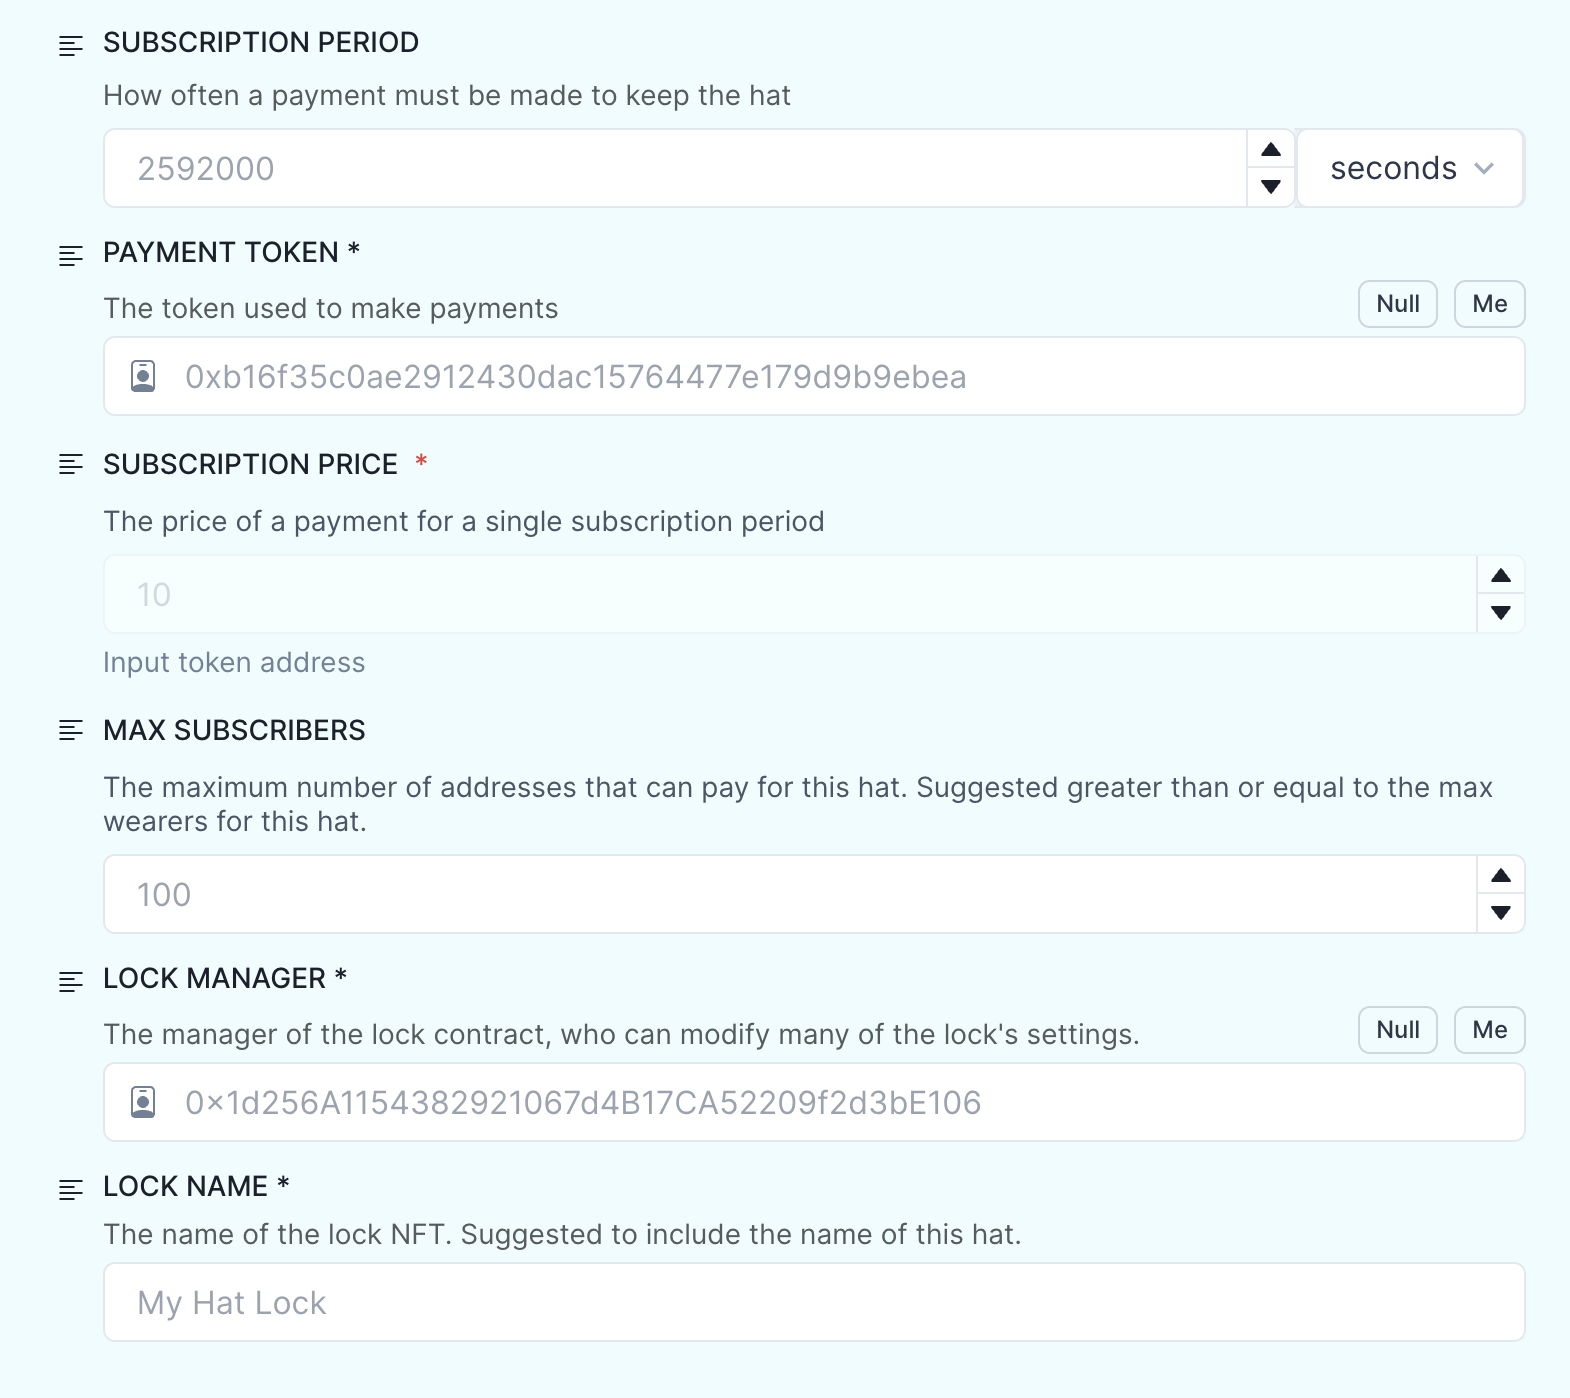 SUBSCRIPTION PERIOD
How often a payment must be made to keep the hat
2592000
seconds
PAYMENT TOKEN *
The token used to make payments
Null
Me
0xb16f35c0ae2912430dac15764477e179d9b9ebea
SUBSCRIPTION PRICE *
The price of a payment for a single subscription period
10
Input token address
MAX SUBSCRIBERS
The maximum number of addresses that can pay for this hat. Suggested greater than or equal to the max
wearers for this hat.
100
LOCK MANAGER *
The manager of the lock contract, who can modify many of the lock's settings.
Null
Me
0x1d256A1154382921067d4B17CA52209f2d3bE106
LOCK NAME *
The name of the lock NFT. Suggested to include the name of this hat.
My Hat Lock